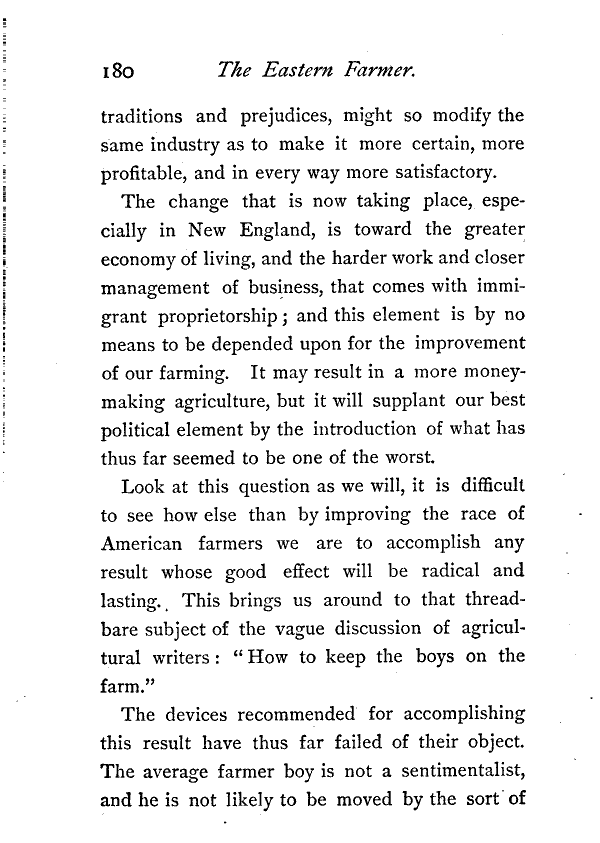 180 The Eastern Farmer.
traditions and prejudices, might so modify the
same industry as to make it more certain, more
profitable, and in every way more satisfactory.
The change that is now taking place, espe-
cially in New England, is toward the greater
economy of living, and the harder work and closer
management of business, that comes with immi-
grant proprietorship; and this element is by no
means to be depended upon for the improvement
of our farming. It may result in a more money-
making agriculture, but it will supplant our best
political element by the introduction of what has
thus far seemed to be one of the worst.
Look at this question as we will, it is difficult
to see how else than by improving the race of
American farmers we are to accomplish any
result whose good effect will be radical and
lasting. This brings us around to that thread-
bare subject of the vague discussion of agricul-
tural writers: "How to keep the boys on the
farm."
The devices recommended for accomplishing
this result have thus far failed of their object.
The average farmer boy is not a sentimentalist,
and he is not likely to be moved by the sort of